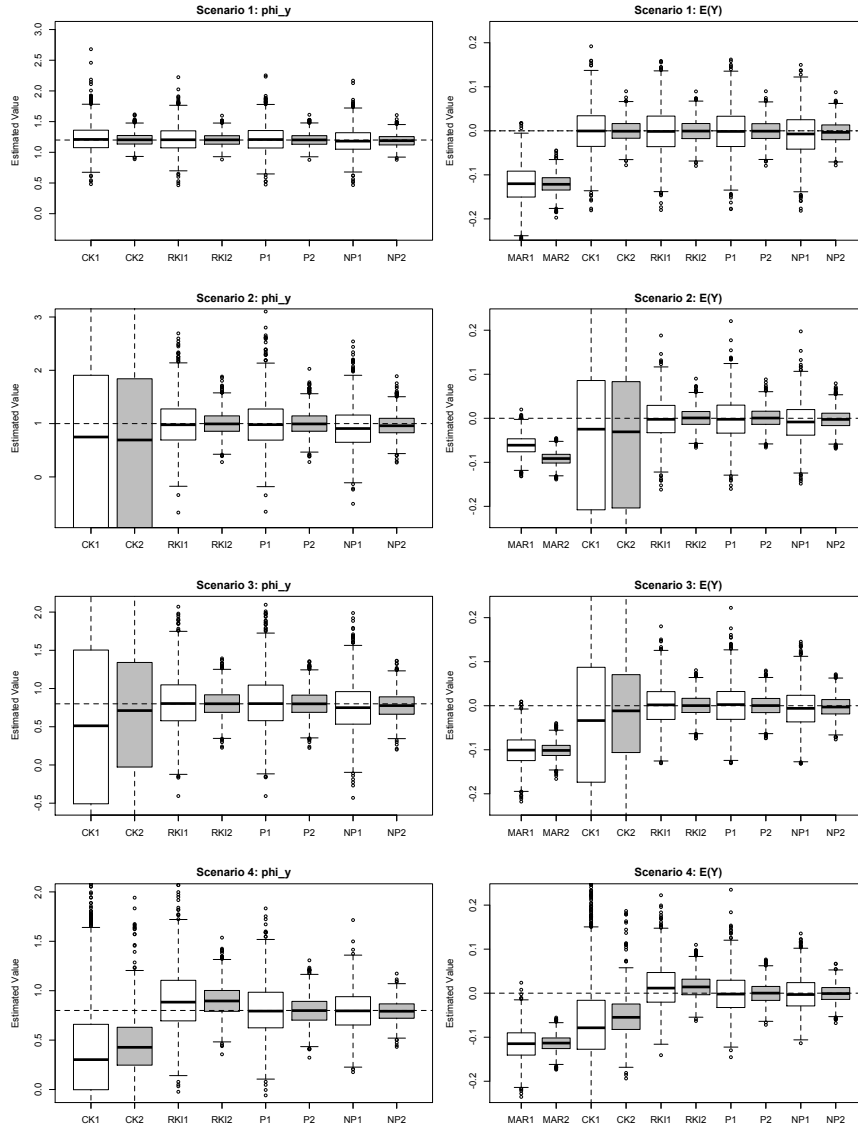 Scenario 1: phi_y
Estimated Value
0.0 0.5 1.0 1.5 2.0 2.5 3.0
CK1 CK2 RKI1 RKI2 P1 P2 NP1 NP2
Scenario 1: E(Y)
Estimated Value
-0.2 -0.1 0.0 0.1 0.2
MAR1 MAR2 CK1 CK2 RKI1 RKI2 P1 P2 NP1 NP2
Scenario 2: phi_y
Estimated Value
0 1 2 3
CK1 CK2 RKI1 RKI2 P1 P2 NP1 NP2
Scenario 2: E(Y)
Estimated Value
-0.2 -0.1 0.0 0.1 0.2
MAR1 MAR2 CK1 CK2 RKI1 RKI2 P1 P2 NP1 NP2
Scenario 3: phi_y
Estimated Value
-0.5 0.0 0.5 1.0 1.5 2.0
CK1 CK2 RKI1 RKI2 P1 P2 NP1 NP2
Scenario 3: E(Y)
Estimated Value
-0.2 -0.1 0.0 0.1 0.2
MAR1 MAR2 CK1 CK2 RKI1 RKI2 P1 P2 NP1 NP2
Scenario 4: phi_y
Estimated Value
0.0 0.5 1.0 1.5 2.0
CK1 CK2 RKI1 RKI2 P1 P2 NP1 NP2
Scenario 4: E(Y)
Estimated Value
-0.2 -0.1 0.0 0.1 0.2
MAR1 MAR2 CK1 CK2 RKI1 RKI2 P1 P2 NP1 NP2